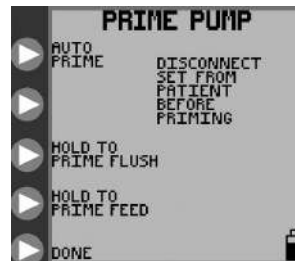 PRIME PUMP
AUTO
PRIME
DISCONNECT
SET FROM
PATIENT
BEFORE
PRIMING
HOLD TO
PRIME FLUSH
HOLD TO
PRIME FEED
DONE